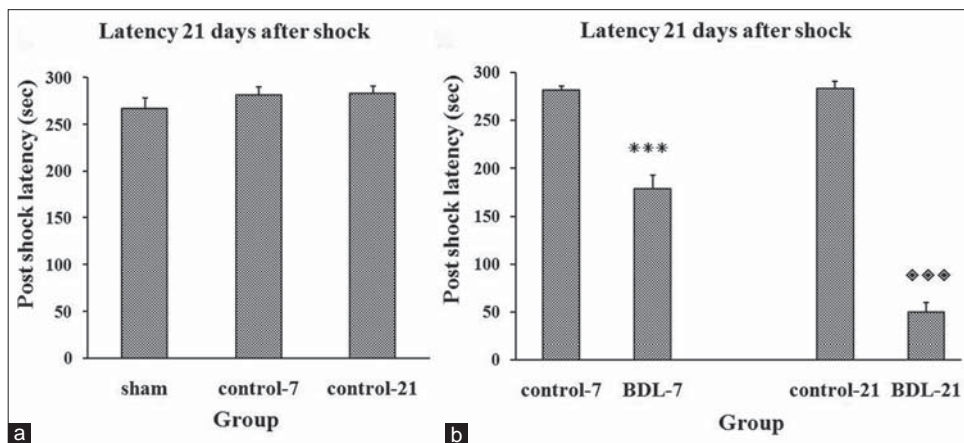 Latency 21 days after shock
Post shock latency (sec)
300
250
200
150
100
50
0
sham control-7 control-21
Group
a
Latency 21 days after shock
Post shock latency (sec)
300
250
200
150
100
50
0
***
◈◈◈
control-7 BDL-7 control-21 BDL-21
Group
b